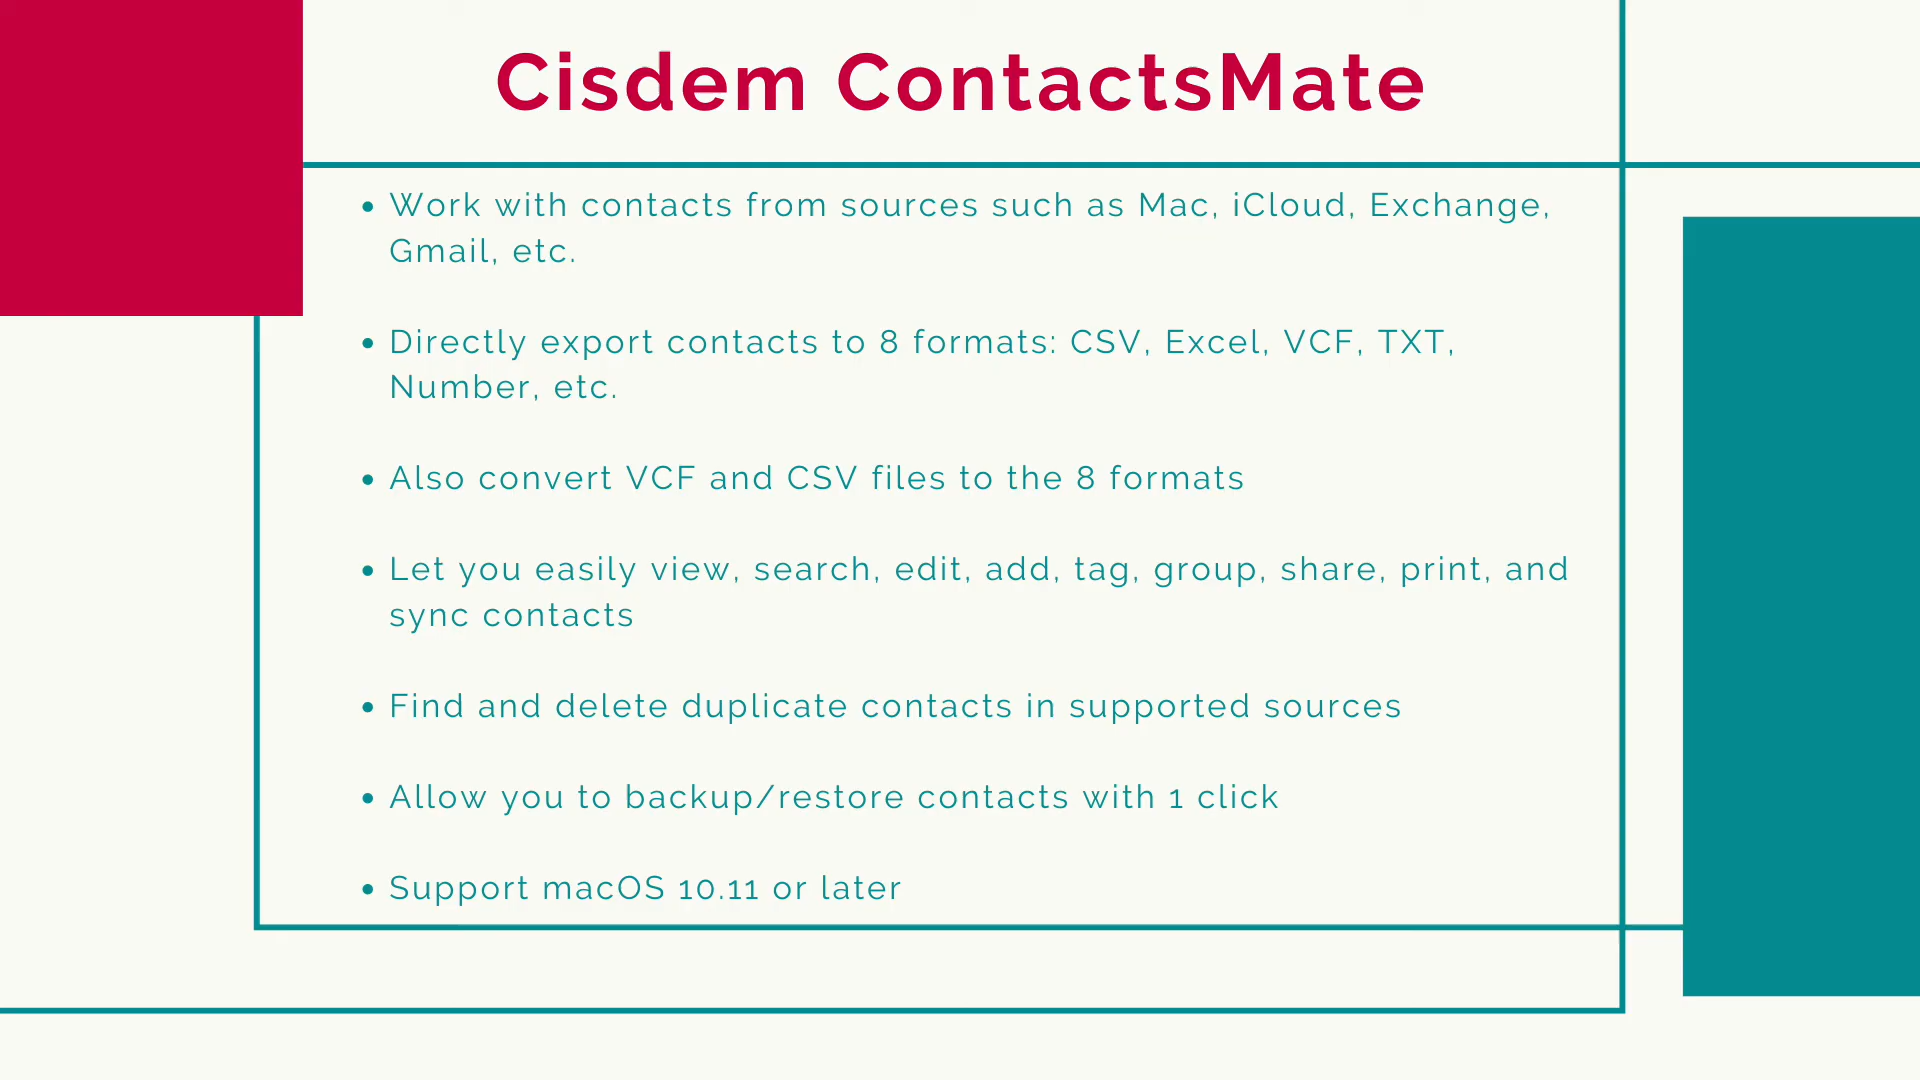 Cisdem ContactsMate
• Work with contacts from sources such as Mac, iCloud, Exchange,
Gmail, etc.
• Directly export contacts to 8 formats: CSV, Excel, VCF, TXT,
Number, etc.
• Also convert VCF and CSV files to the 8 formats
• Let you easily view, search, edit, add, tag, group, share, print, and
sync contacts
• Find and delete duplicate contacts in supported sources
• Allow you to backup/restore contacts with 1 click
• Support macOS 10.11 or later